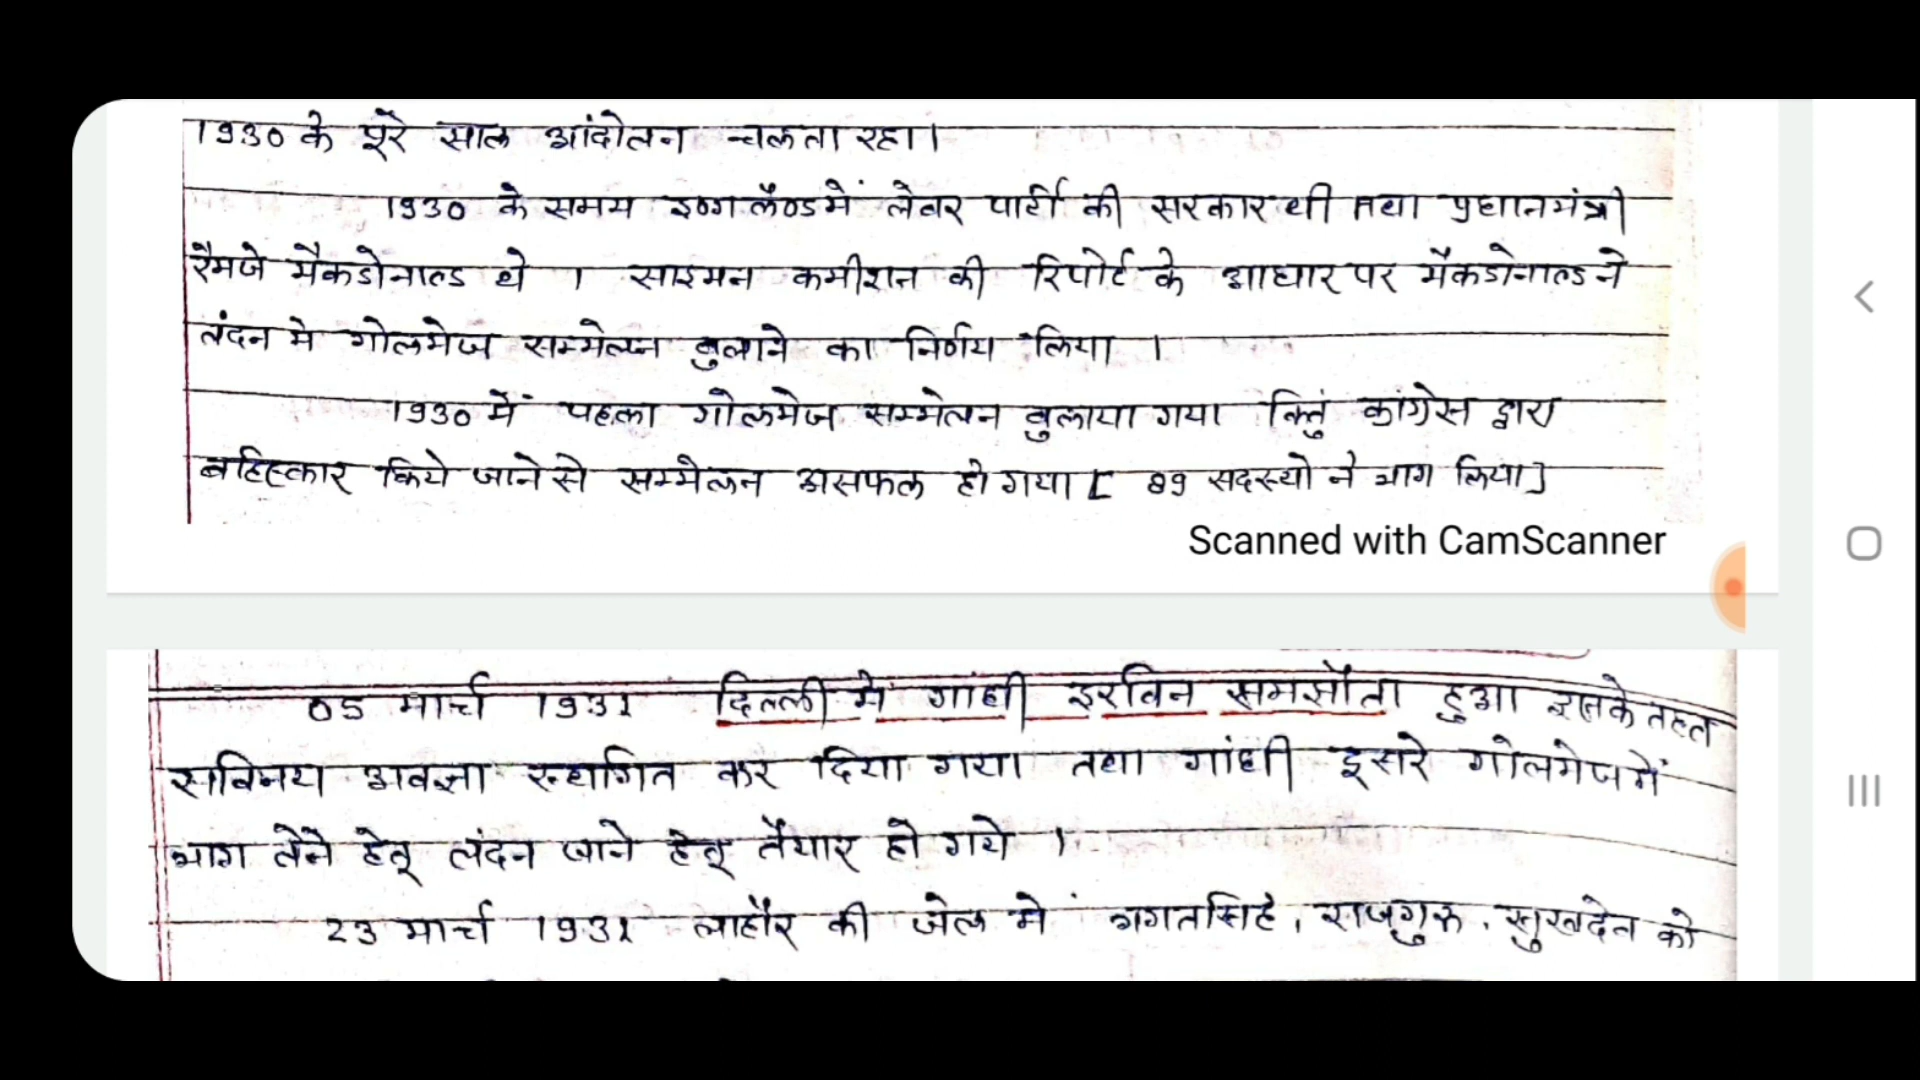 1930 के पूरे साल आंदोलन चलता रहा।
1930 के समय इंग्लैण्ड में लेबर पार्टी की सरकार थी तथा प्रधानमंत्री
रैमजे मैकडोनाल्ड थे । साइमन कमीशन की रिपोर्ट के आधार पर मैकडोनाल्ड ने
लंदन मे गोलमेज सम्मेलन बुलाने का निर्णय लिया ।
1930 में पहला गोलमेज सम्मेलन बुलाया गया किंतु कांग्रेस द्वारा
बहिष्कार किये जाने से सम्मेलन असफल हो गया [ 89 सदस्यो ने भाग लिया]
Scanned with CamScanner
05 मार्च 1931 दिल्ली मे गांधी इरविन समझौता हुआ इसके तहत
सविनय अवज्ञा स्थगित कर दिया गया तथा गांधी दूसरे गोलमेज में
भाग लेने हेतू लंदन जाने हेतू तैयार हो गये ।
23 मार्च 1931 लाहौर की जेल मे भगतसिंह, राजगुरू, सुखदेव को